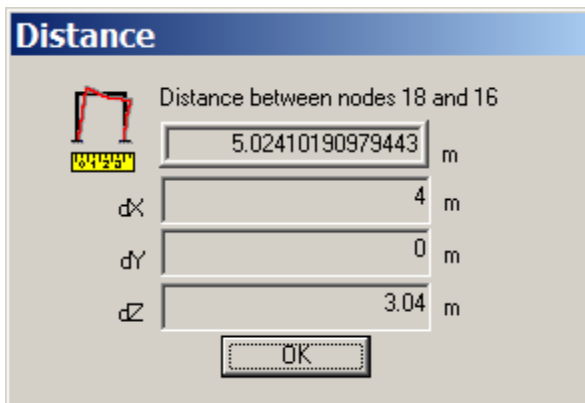 Distance
Distance between nodes 18 and 16
5.02410190979443 m
dX 4 m
dY 0 m
dZ 3.04 m
OK